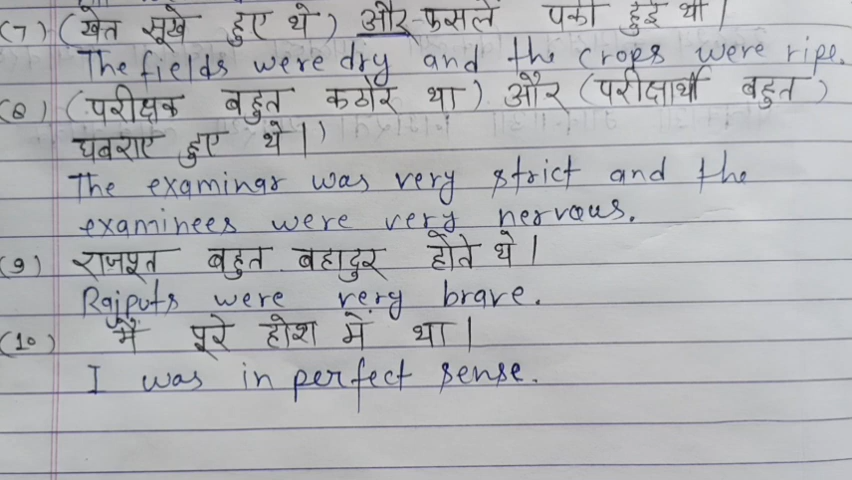 (7) (खेत सूखे हुए थे) और फसलें पकी हुई थी।
The fields were dry and the crops were ripe.
(8) (परीक्षक बहुत कठोर था) और (परीक्षार्थी बहुत)
घबराए हुए थे।)
The examinar was very strict and the
examinees were very nervous.
(9) राजपूत बहुत बहादुर होते थे।
Rajputs were very brave.
(10) मैं पूरे होश में था।
I was in perfect sense.